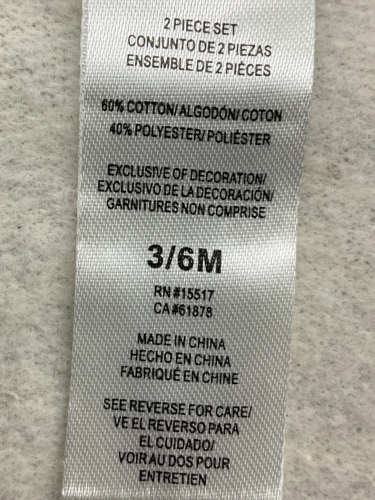 2 PIECE SET
CONJUNTO DE 2 PIEZAS
ENSEMBLE DE 2 PIÈCES
60% COTTON/ALGODÓN/COTON
40% POLYESTER/POLIÉSTER
EXCLUSIVE OF DECORATION/
EXCLUSIVO DE LA DECORACIÓN/
GARNITURES NON COMPRISE
3/6M
RN #15517
CA #61878
MADE IN CHINA
HECHO EN CHINA
FABRIQUÉ EN CHINE
SEE REVERSE FOR CARE/
VE EL REVERSO PARA
EL CUIDADO/
VOIR AU DOS POUR
ENTRETIEN